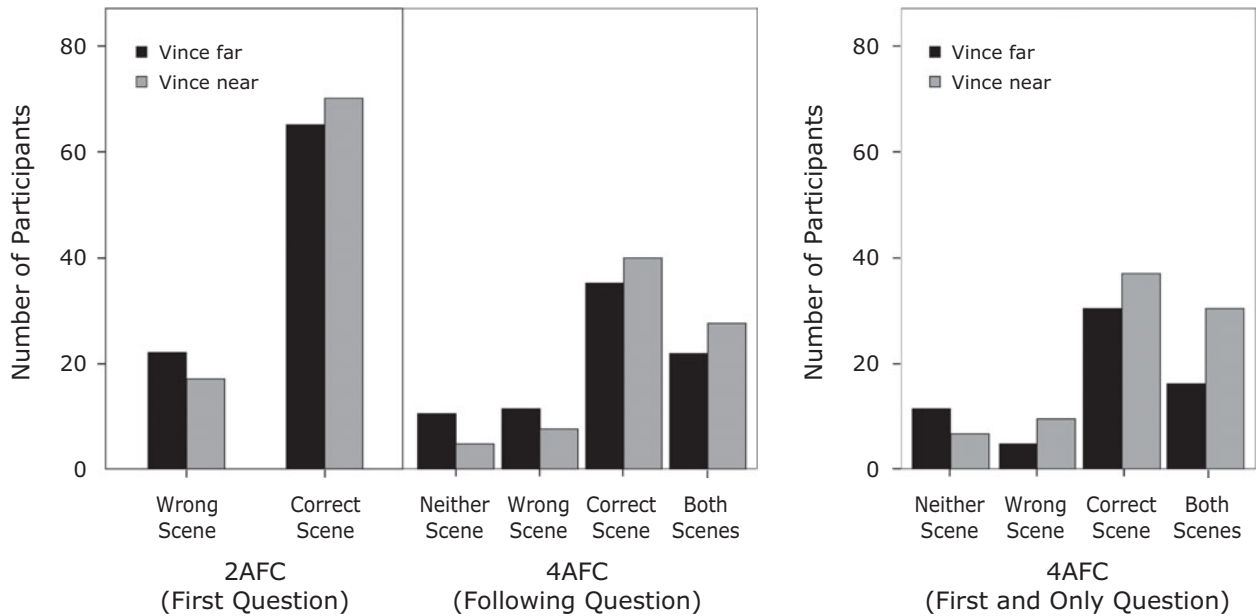 Number of Participants
80
60
40
20
0
Vince far
Vince near
Wrong
Scene
Correct
Scene
2AFC
(First Question)
Neither
Scene
Wrong
Scene
Correct
Scene
Both
Scenes
4AFC
(Following Question)
Number of Participants
80
60
40
20
0
Vince far
Vince near
Neither
Scene
Wrong
Scene
Correct
Scene
Both
Scenes
4AFC
(First and Only Question)